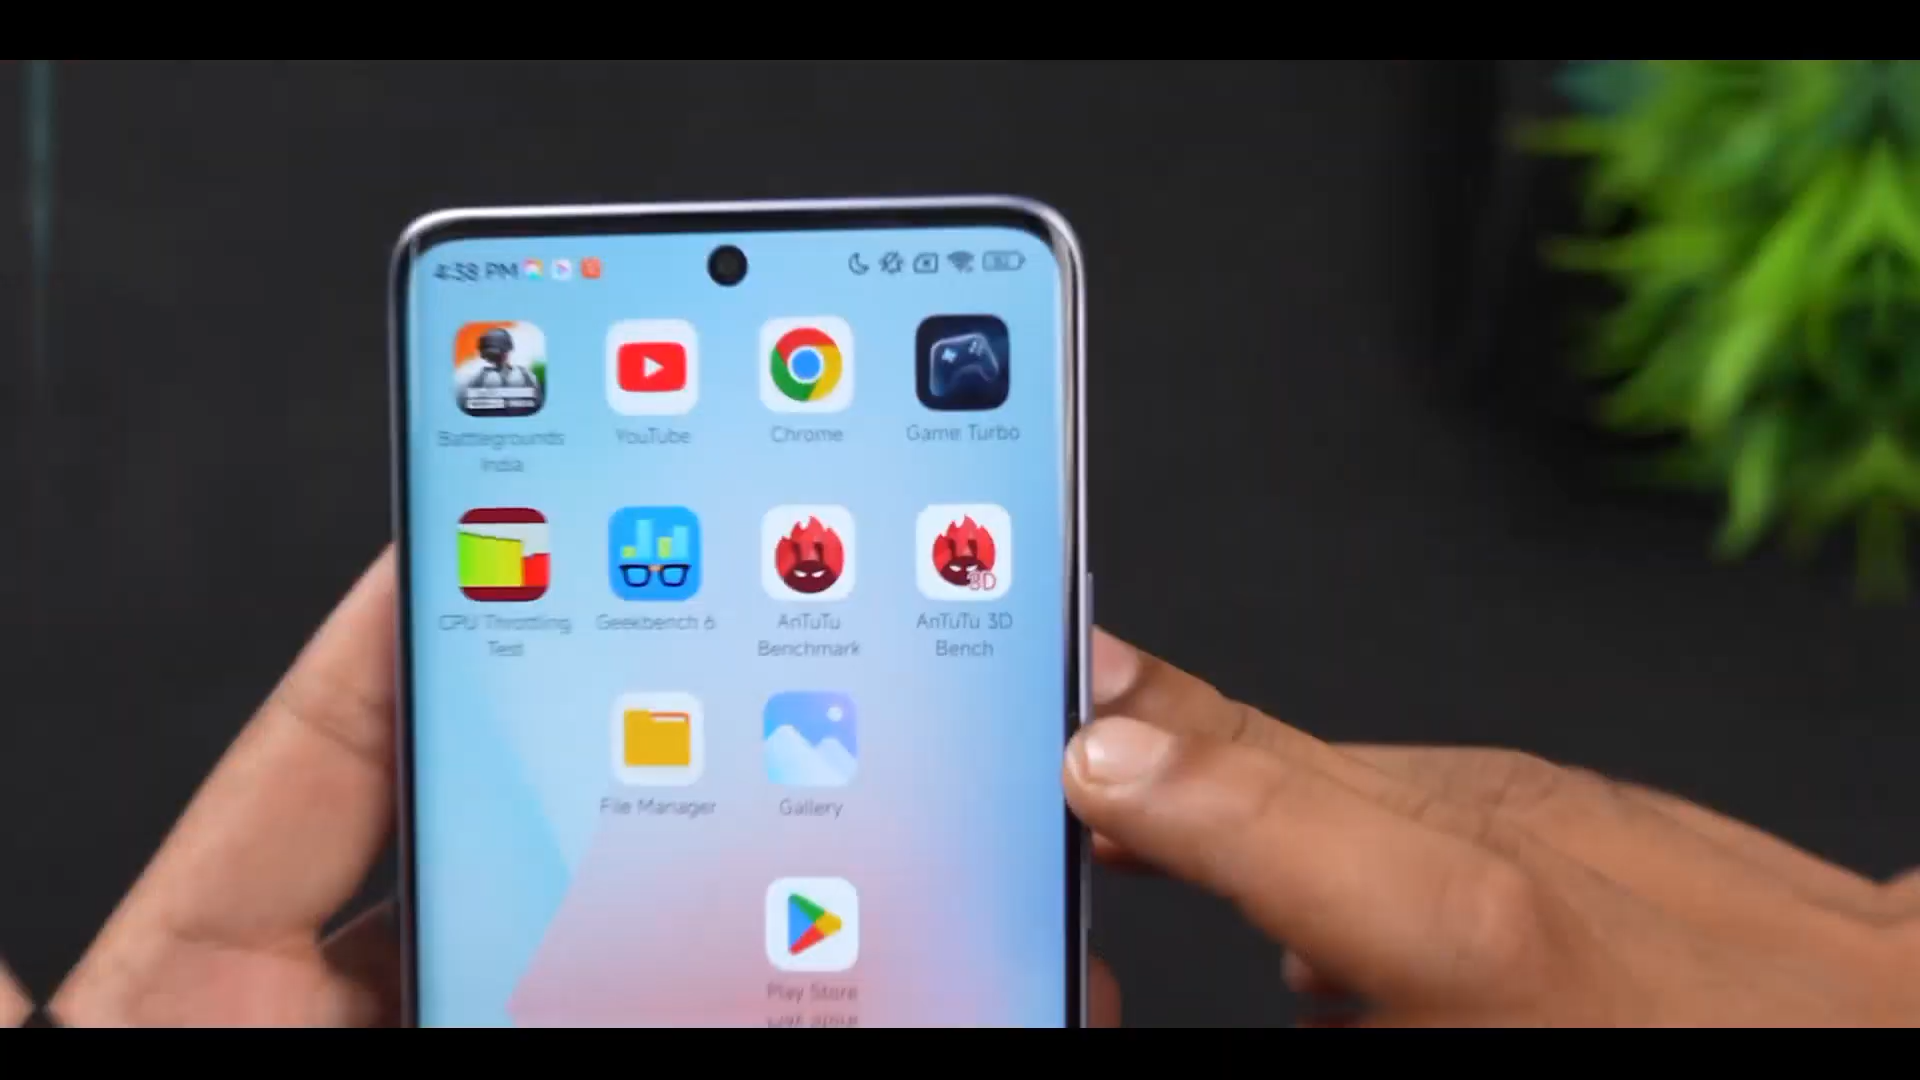 4:38 PM
Battlegrounds
India
YouTube
Chrome
Game Turbo
CPU Throttling
Test
Geekbench 6
AnTuTu
Benchmark
3D
AnTuTu 3D
Bench
File Manager
Gallery
Play Store